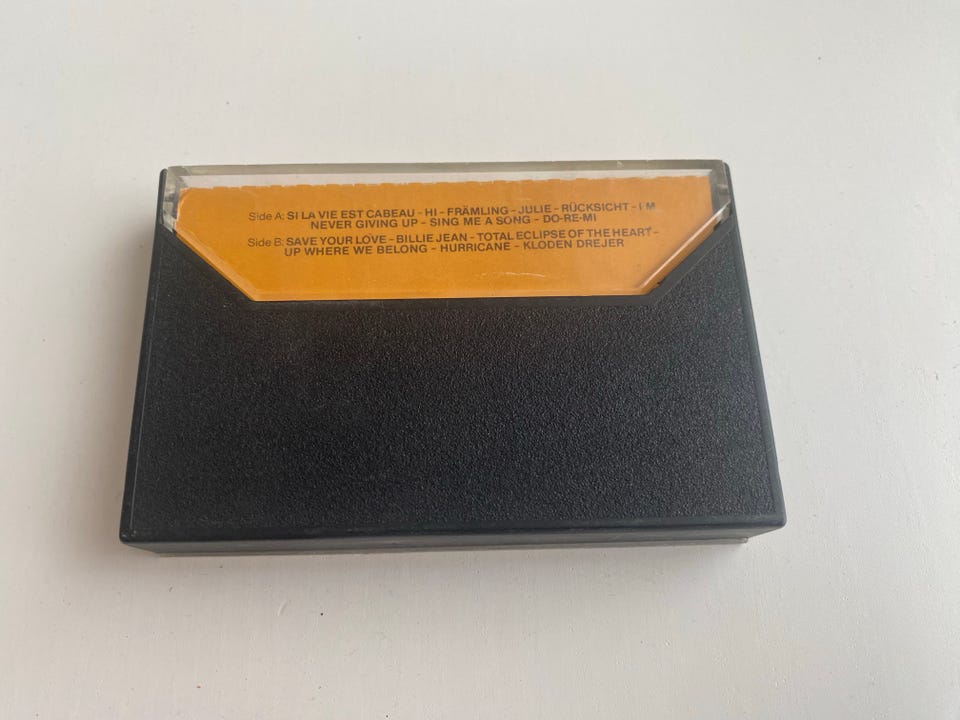 Side A: SI LA VIE EST CABEAU - HI - FRÄMLING - JULIE - RÜCKSICHT - I M
NEVER GIVING UP - SING ME A SONG - DO-RE-MI
Side B: SAVE YOUR LOVE - BILLIE JEAN - TOTAL ECLIPSE OF THE HEART -
UP WHERE WE BELONG - HURRICANE - KLODEN DREJER